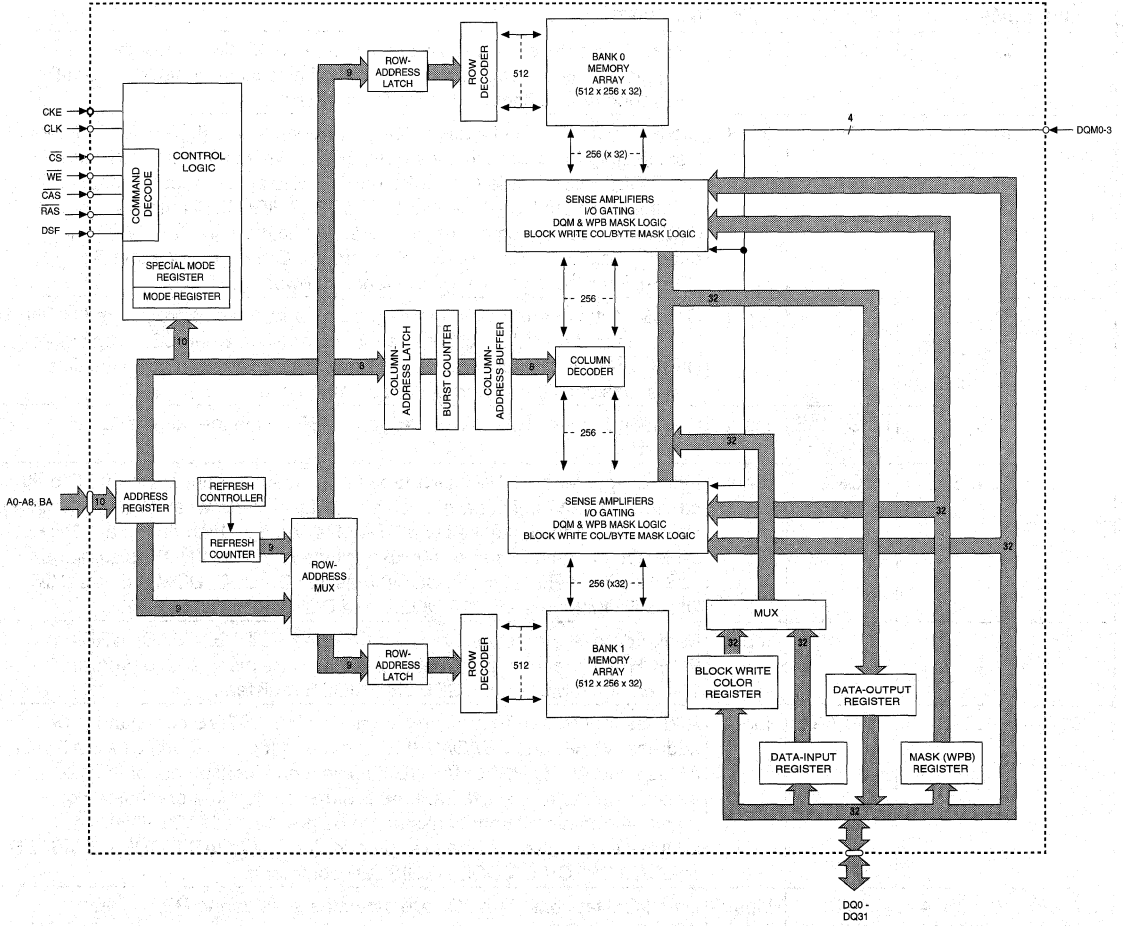 CKE
CLK
CS
WE
CAS
RAS
DSF
COMMAND
DECODE
CONTROL
LOGIC
SPECIAL MODE
REGISTER
MODE REGISTER
10
9
ROW-
ADDRESS
LATCH
ROW
DECODER
512
BANK 0
MEMORY
ARRAY
(512 x 256 x 32)
256 (x 32)
4
DQM0-3
SENSE AMPLIFIERS
I/O GATING
DQM & WPB MASK LOGIC
BLOCK WRITE COL/BYTE MASK LOGIC
256
32
8
COLUMN-
ADDRESS LATCH
BURST COUNTER
COLUMN-
ADDRESS BUFFER
8
COLUMN
DECODER
256
32
A0-A8, BA
10
ADDRESS
REGISTER
REFRESH
CONTROLLER
REFRESH
COUNTER
9
ROW-
ADDRESS
MUX
9
SENSE AMPLIFIERS
I/O GATING
DQM & WPB MASK LOGIC
BLOCK WRITE COL/BYTE MASK LOGIC
32
32
256 (x32)
9
ROW-
ADDRESS
LATCH
ROW
DECODER
512
BANK 1
MEMORY
ARRAY
(512 x 256 x 32)
MUX
32
32
BLOCK WRITE
COLOR
REGISTER
DATA-OUTPUT
REGISTER
DATA-INPUT
REGISTER
MASK (WPB)
REGISTER
32
DQ0 -
DQ31